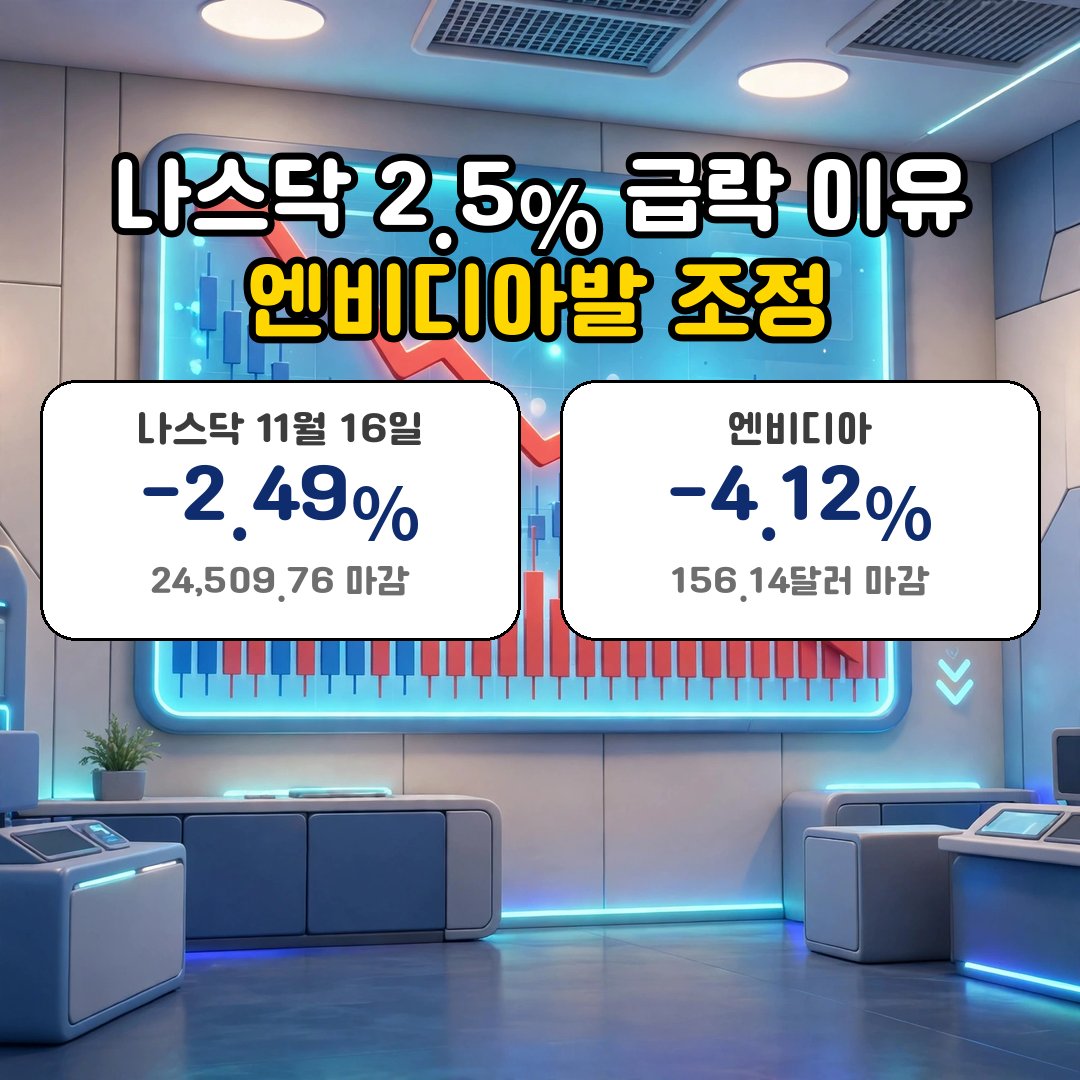 나스닥 2.5% 급락 이유
엔비디아발 조정
나스닥 11월 16일
-2.49%
24,509.76 마감
엔비디아
-4.12%
156.14달러 마감